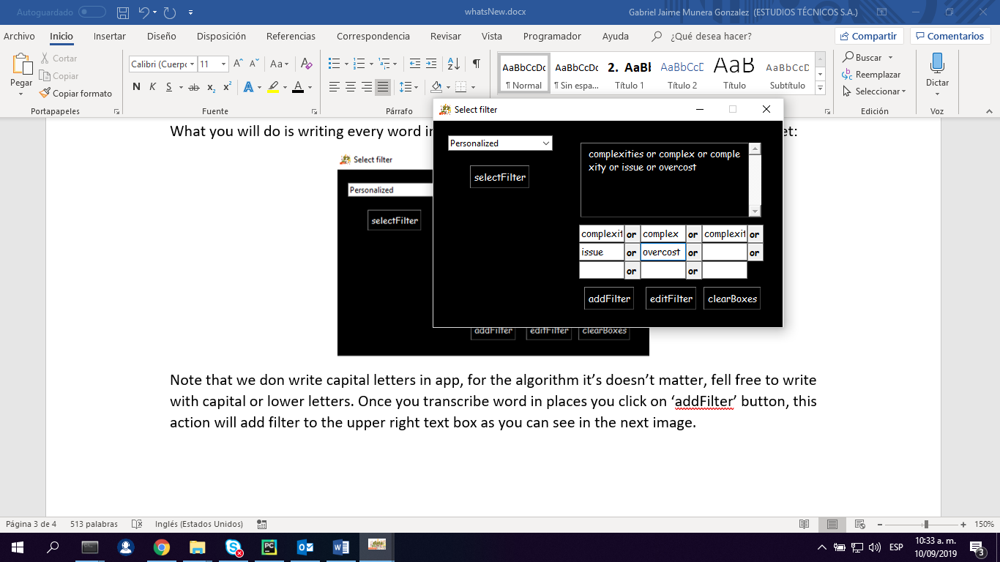 Autoguardado
whatsNew.docx
Gabriel Jaime Munera Gonzalez (ESTUDIOS TÉCNICOS S.A.)
Archivo Inicio Insertar Diseño Disposición Referencias Correspondencia Revisar Vista Programador Ayuda ¿Qué desea hacer? Compartir Comentarios
Pegar
Cortar
Copiar
Copiar formato
Portapapeles
Calibri (Cuerpo 11
A A Aa A
N K S ab x₂ x² A A
Fuente
Párrafo
AaBbCcDc AaBbCcDc 2. AaBl AaBbCcD AaB AaBbCcD
¶ Normal ¶ Sin espa... Título 1 Título 2 Título Subtítulo
Buscar
Reemplazar
Seleccionar
Edición
Dictar
Voz
What you will do is writing every word in
et:
Select filter
Personalized
selectFilter
addFilter editFilter clearBoxes
Select filter
Personalized
selectFilter
complexities or complex or comple
xity or issue or overcost
complexit or complex or complexit or
issue or overcost or or
or or
addFilter editFilter clearBoxes
Note that we don write capital letters in app, for the algorithm it's doesn't matter, fell free to write
with capital or lower letters. Once you transcribe word in places you click on ‘addFilter’ button, this
action will add filter to the upper right text box as you can see in the next image.
Página 3 de 4 513 palabras Inglés (Estados Unidos) 150%
ESP
10:33 a. m.
10/09/2019
3